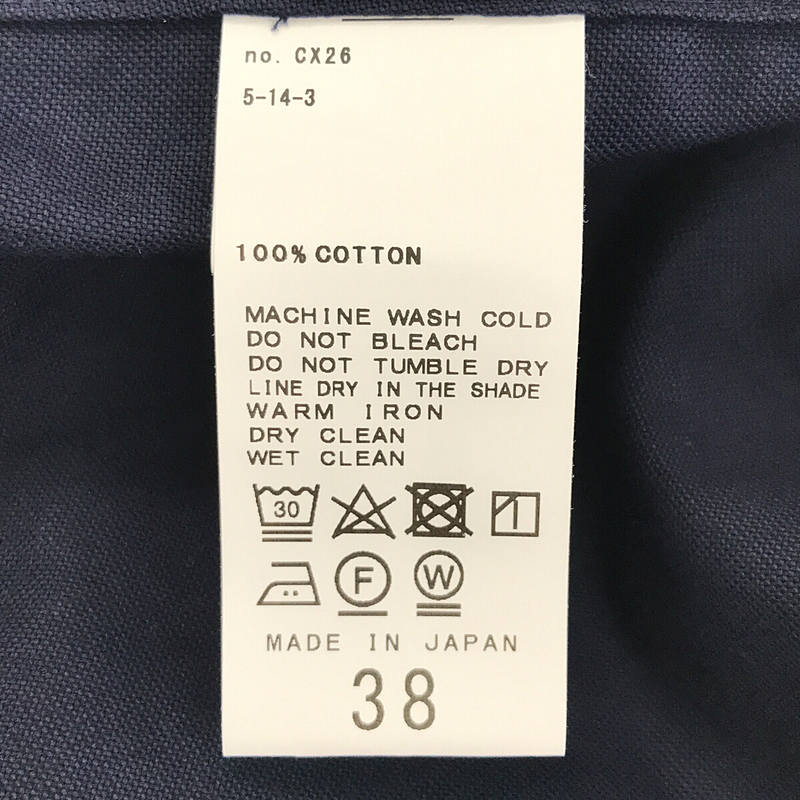 no. CX26
5-14-3
100% COTTON
MACHINE WASH COLD
DO NOT BLEACH
DO NOT TUMBLE DRY
LINE DRY IN THE SHADE
WARM IRON
DRY CLEAN
WET CLEAN
30
F W
MADE IN JAPAN
38